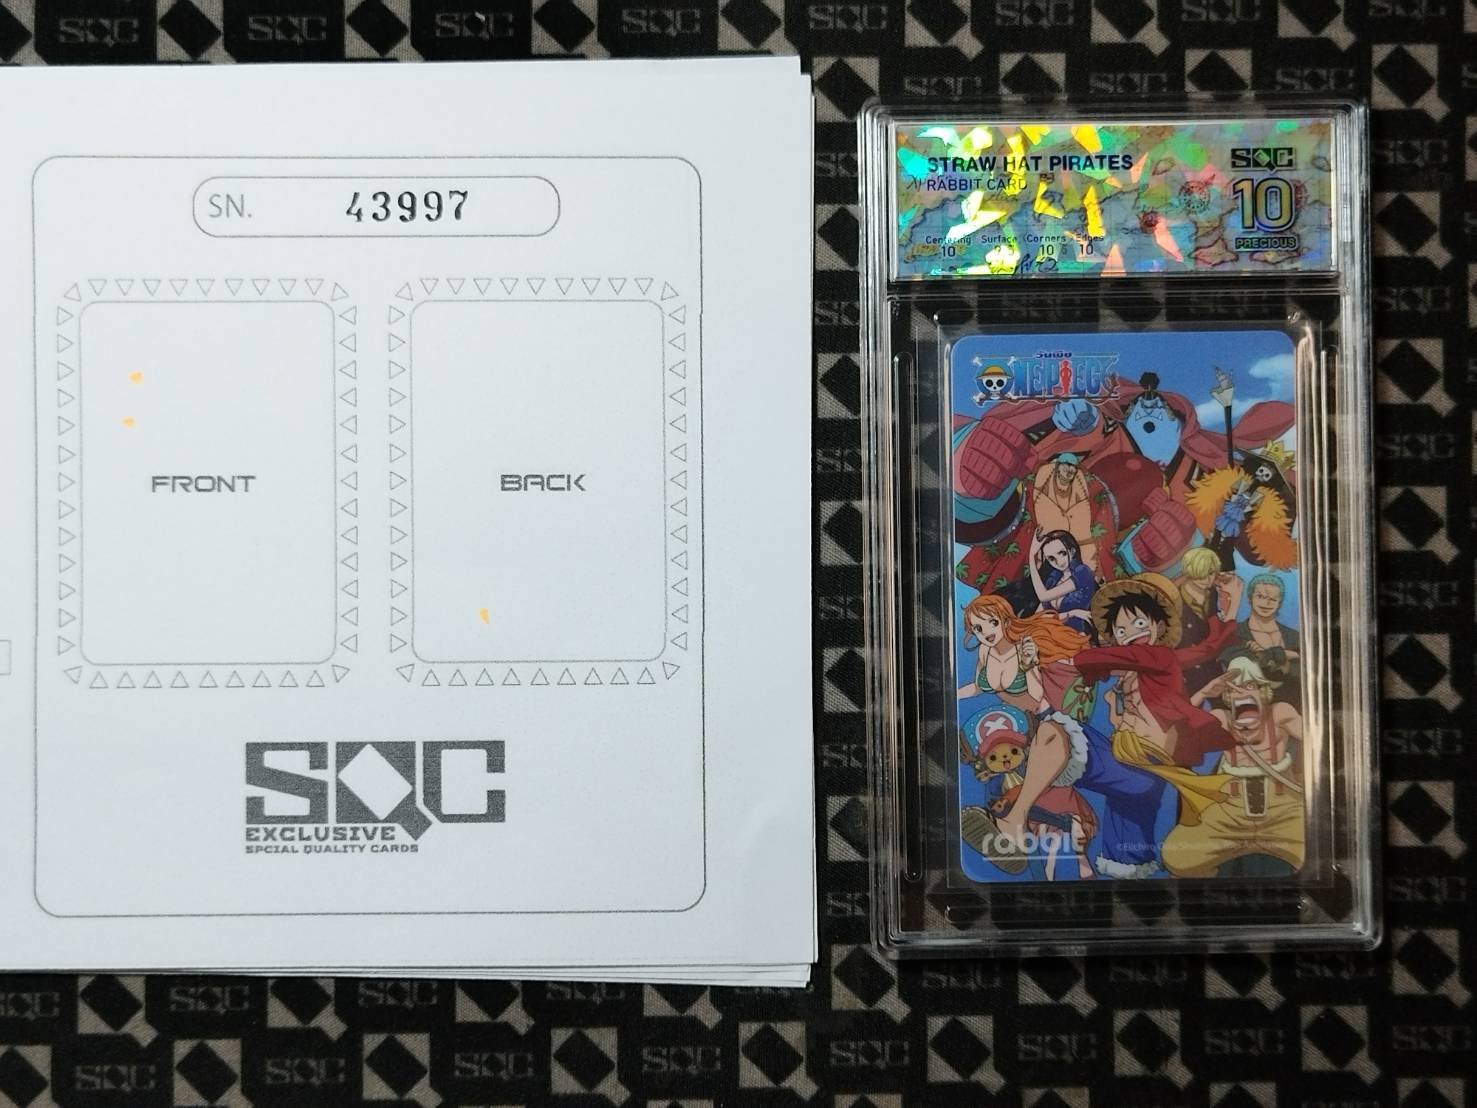 SN. 43997
FRONT
BACK
SQC
EXCLUSIVE
SPCIAL QUALITY CARDS
STRAW HAT PIRATES
RABBIT CARD
SQC
10
PRECIOUS
Centering Surface Corners Edges
10 10 10
ONE PIECE
rabbit